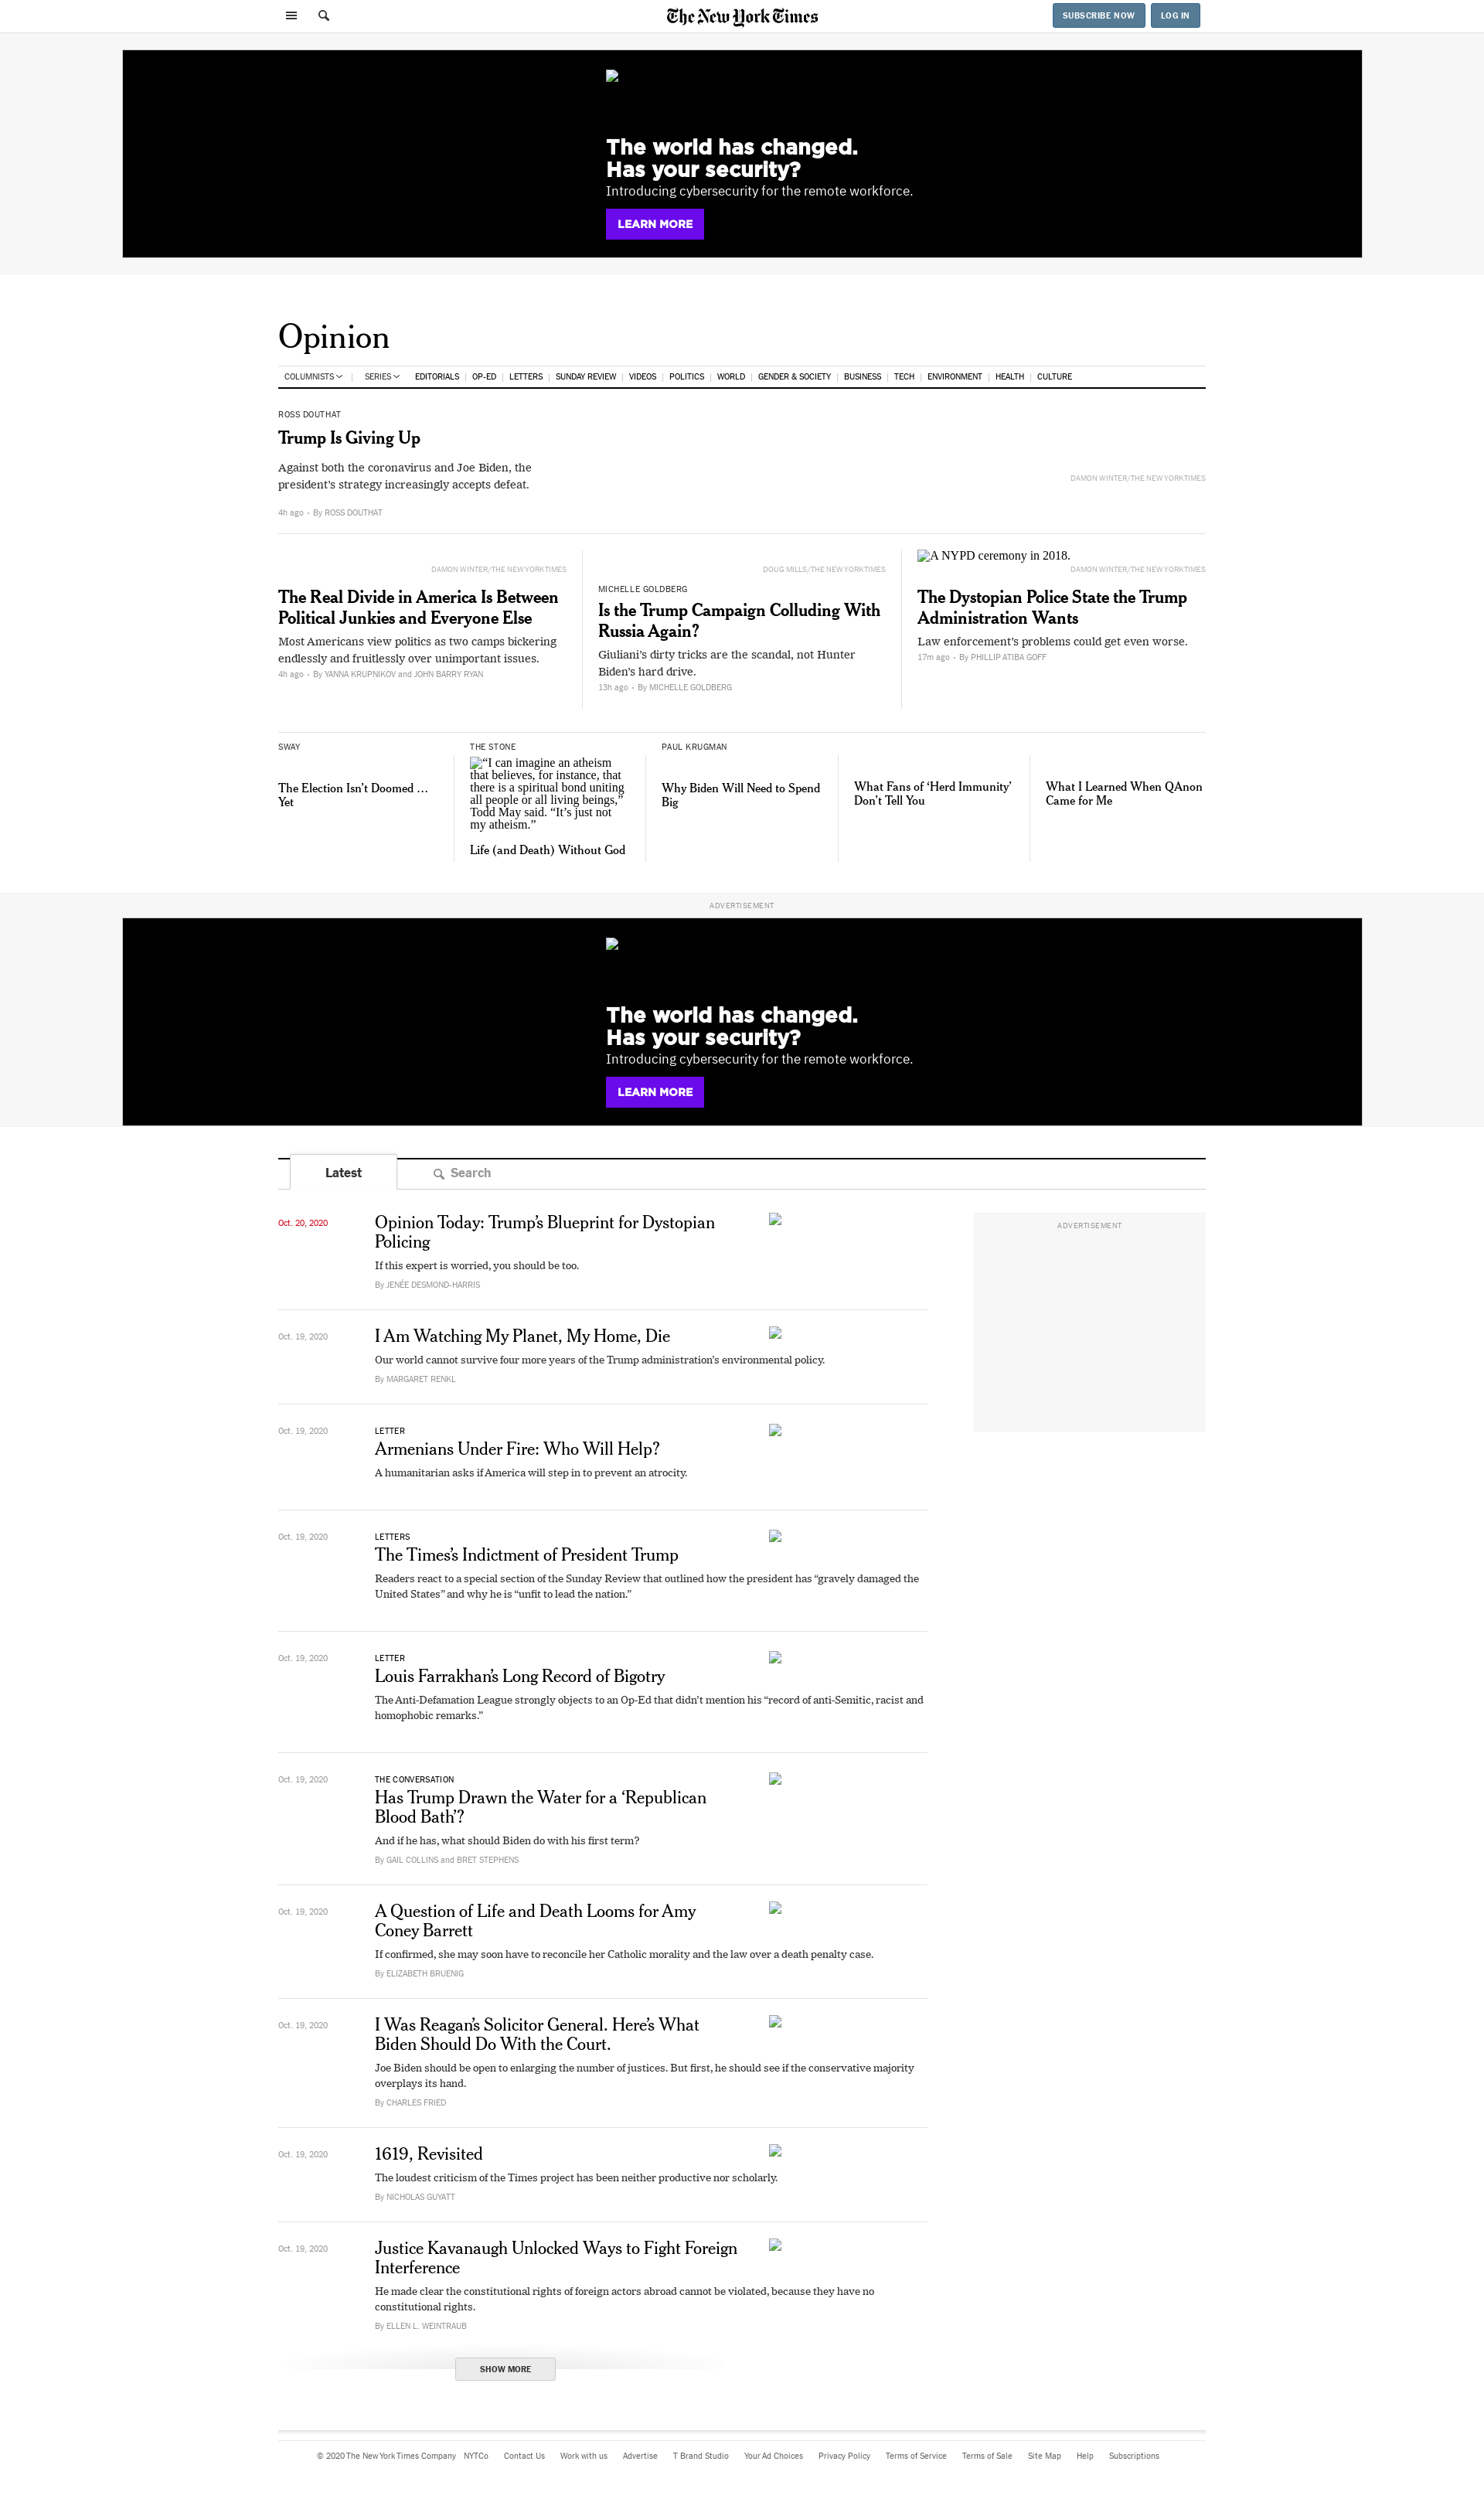 The New York Times
SUBSCRIBE NOW
LOG IN
The world has changed.
Has your security?
Introducing cybersecurity for the remote workforce.
LEARN MORE
Opinion
COLUMNISTS
SERIES
EDITORIALS
OP-ED
LETTERS
SUNDAY REVIEW
VIDEOS
POLITICS
WORLD
GENDER & SOCIETY
BUSINESS
TECH
ENVIRONMENT
HEALTH
CULTURE
ROSS DOUTHAT
Trump Is Giving Up
Against both the coronavirus and Joe Biden, the
president’s strategy increasingly accepts defeat.
4h ago • By ROSS DOUTHAT
DAMON WINTER/THE NEW YORK TIMES
DAMON WINTER/THE NEW YORK TIMES
The Real Divide in America Is Between
Political Junkies and Everyone Else
Most Americans view politics as two camps bickering
endlessly and fruitlessly over unimportant issues.
4h ago • By YANNA KRUPNIKOV and JOHN BARRY RYAN
DOUG MILLS/THE NEW YORK TIMES
MICHELLE GOLDBERG
Is the Trump Campaign Colluding With
Russia Again?
Giuliani’s dirty tricks are the scandal, not Hunter
Biden’s hard drive.
13h ago • By MICHELLE GOLDBERG
A NYPD ceremony in 2018.
DAMON WINTER/THE NEW YORK TIMES
The Dystopian Police State the Trump
Administration Wants
Law enforcement’s problems could get even worse.
17m ago • By PHILLIP ATIBA GOFF
SWAY
The Election Isn’t Doomed …
Yet
THE STONE
“I can imagine an atheism
that believes, for instance, that
there is a spiritual bond uniting
all people or all living beings,”
Todd May said. “It’s just not
my atheism.”
Life (and Death) Without God
PAUL KRUGMAN
Why Biden Will Need to Spend
Big
What Fans of ‘Herd Immunity’
Don’t Tell You
What I Learned When QAnon
Came for Me
ADVERTISEMENT
The world has changed.
Has your security?
Introducing cybersecurity for the remote workforce.
LEARN MORE
Latest
Search
ADVERTISEMENT
Oct. 20, 2020
Opinion Today: Trump’s Blueprint for Dystopian
Policing
If this expert is worried, you should be too.
By JENÉE DESMOND-HARRIS
Oct. 19, 2020
I Am Watching My Planet, My Home, Die
Our world cannot survive four more years of the Trump administration’s environmental policy.
By MARGARET RENKL
Oct. 19, 2020
LETTER
Armenians Under Fire: Who Will Help?
A humanitarian asks if America will step in to prevent an atrocity.
Oct. 19, 2020
LETTERS
The Times’s Indictment of President Trump
Readers react to a special section of the Sunday Review that outlined how the president has “gravely damaged the
United States” and why he is “unfit to lead the nation.”
Oct. 19, 2020
LETTER
Louis Farrakhan’s Long Record of Bigotry
The Anti-Defamation League strongly objects to an Op-Ed that didn’t mention his “record of anti-Semitic, racist and
homophobic remarks.”
Oct. 19, 2020
THE CONVERSATION
Has Trump Drawn the Water for a ‘Republican
Blood Bath’?
And if he has, what should Biden do with his first term?
By GAIL COLLINS and BRET STEPHENS
Oct. 19, 2020
A Question of Life and Death Looms for Amy
Coney Barrett
If confirmed, she may soon have to reconcile her Catholic morality and the law over a death penalty case.
By ELIZABETH BRUENIG
Oct. 19, 2020
I Was Reagan’s Solicitor General. Here’s What
Biden Should Do With the Court.
Joe Biden should be open to enlarging the number of justices. But first, he should see if the conservative majority
overplays its hand.
By CHARLES FRIED
Oct. 19, 2020
1619, Revisited
The loudest criticism of the Times project has been neither productive nor scholarly.
By NICHOLAS GUYATT
Oct. 19, 2020
Justice Kavanaugh Unlocked Ways to Fight Foreign
Interference
He made clear the constitutional rights of foreign actors abroad cannot be violated, because they have no
constitutional rights.
By ELLEN L. WEINTRAUB
SHOW MORE
© 2020 The New York Times Company
NYTCo
Contact Us
Work with us
Advertise
T Brand Studio
Your Ad Choices
Privacy Policy
Terms of Service
Terms of Sale
Site Map
Help
Subscriptions